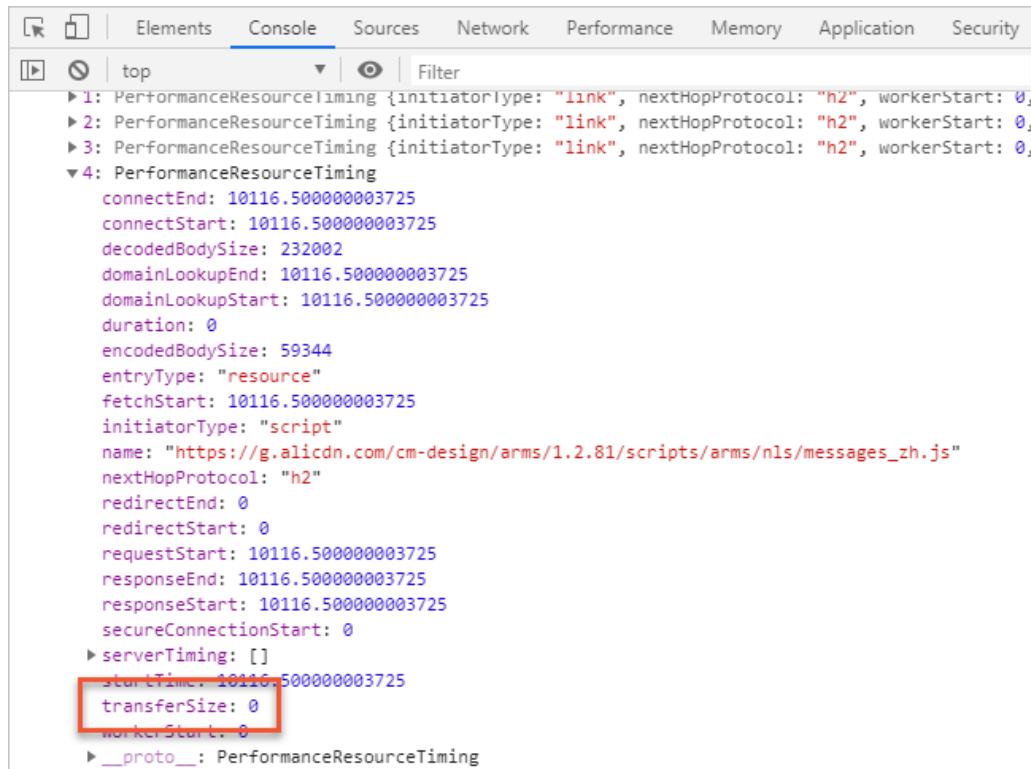 Elements Console Sources Network Performance Memory Application Security
top Filter
1: PerformanceResourceTiming {initiatorType: "link", nextHopProtocol: "h2", workerStart: 0,
2: PerformanceResourceTiming {initiatorType: "link", nextHopProtocol: "h2", workerStart: 0,
3: PerformanceResourceTiming {initiatorType: "link", nextHopProtocol: "h2", workerStart: 0,
4: PerformanceResourceTiming
connectEnd: 10116.500000003725
connectStart: 10116.500000003725
decodedBodySize: 232002
domainLookupEnd: 10116.500000003725
domainLookupStart: 10116.500000003725
duration: 0
encodedBodySize: 59344
entryType: "resource"
fetchStart: 10116.500000003725
initiatorType: "script"
name: "https://g.alicdn.com/cm-design/arms/1.2.81/scripts/arms/nls/messages_zh.js"
nextHopProtocol: "h2"
redirectEnd: 0
redirectStart: 0
requestStart: 10116.500000003725
responseEnd: 10116.500000003725
responseStart: 10116.500000003725
secureConnectionStart: 0
serverTiming: []
startTime: 10116.500000003725
transferSize: 0
workerStart: 0
__proto__: PerformanceResourceTiming